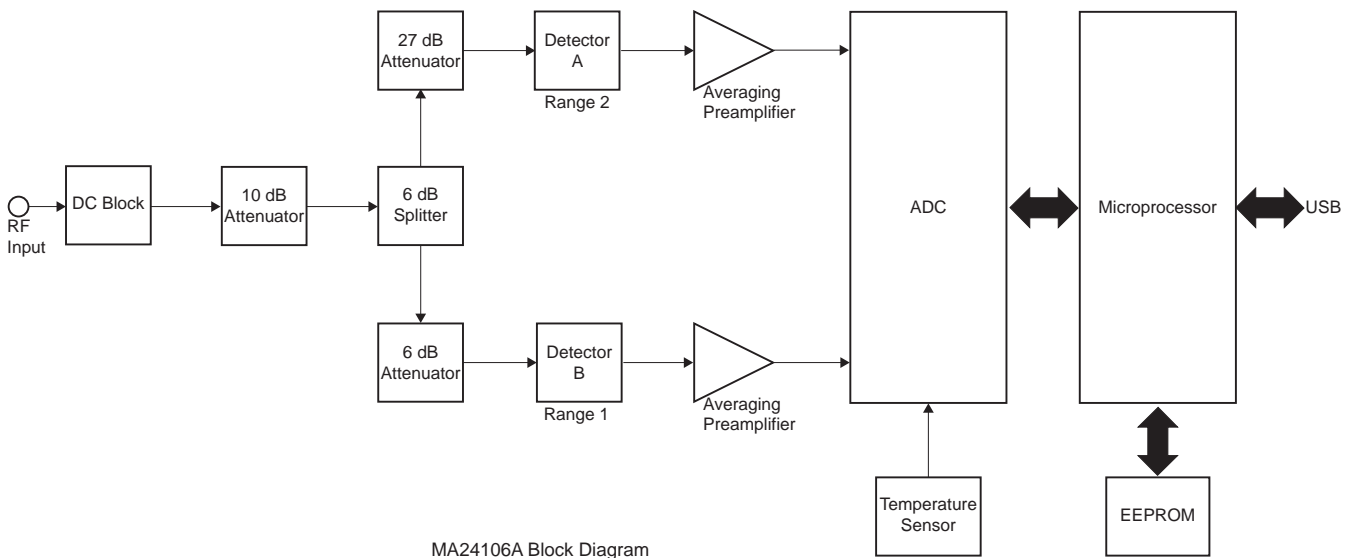 27 dB
Attenuator
Detector
A
Range 2
Averaging
Preamplifier
RF
Input
DC Block
10 dB
Attenuator
6 dB
Splitter
ADC
Microprocessor
USB
6 dB
Attenuator
Detector
B
Range 1
Averaging
Preamplifier
Temperature
Sensor
EEPROM
MA24106A Block Diagram